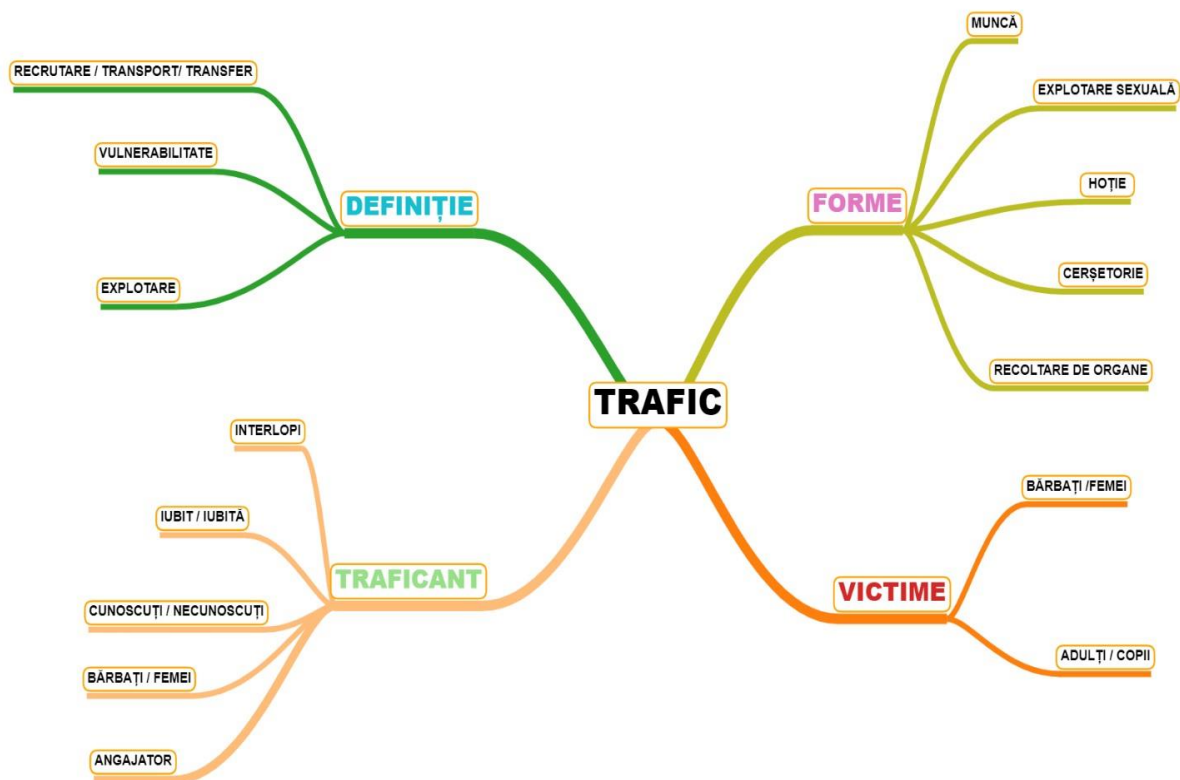 TRAFIC
DEFINIȚIE
RECRUTARE / TRANSPORT/ TRANSFER
VULNERABILITATE
EXPLOTARE
FORME
MUNCĂ
EXPLOTARE SEXUALĂ
HOȚIE
CERȘETORIE
RECOLTARE DE ORGANE
TRAFICANT
INTERLOPI
IUBIT / IUBITĂ
CUNOSCUȚI / NECUNOSCUȚI
BĂRBAȚI / FEMEI
ANGAJATOR
VICTIME
BĂRBAȚI /FEMEI
ADULȚI / COPII